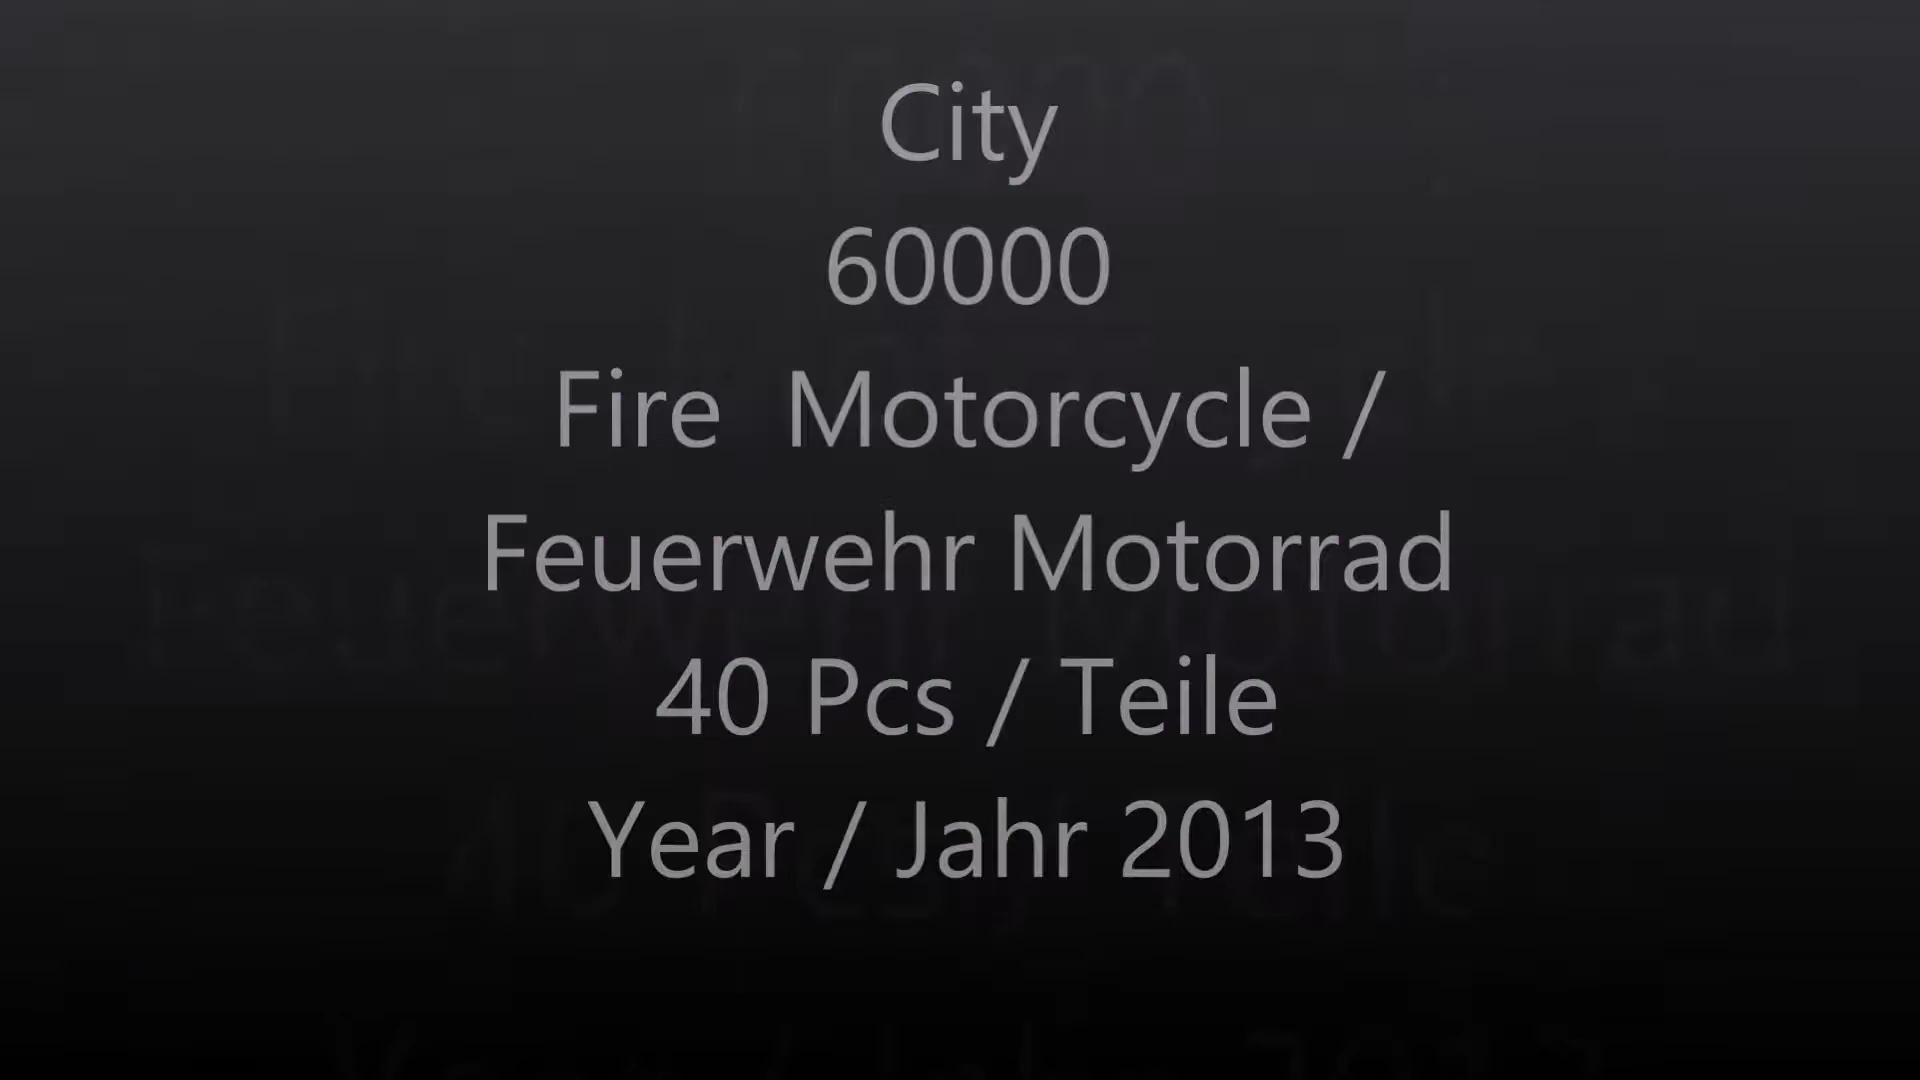 City
60000
Fire  Motorcycle /
Feuerwehr Motorrad
40 Pcs / Teile
Year / Jahr 2013